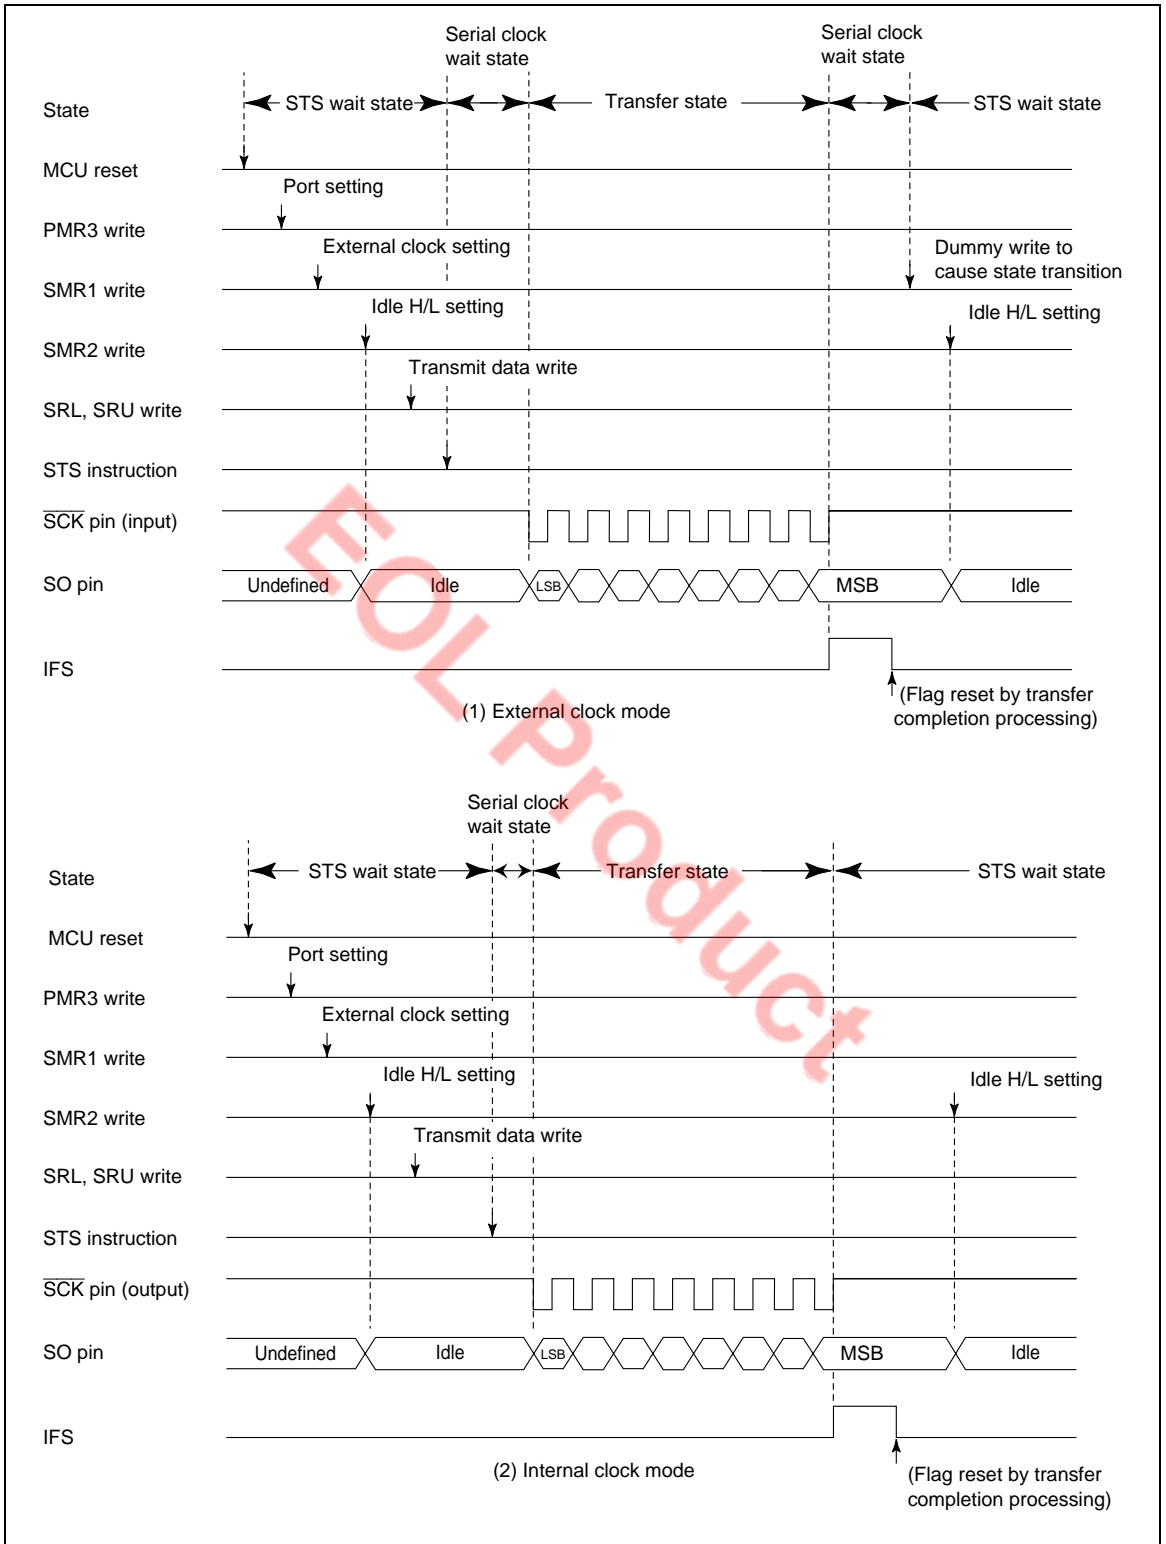 Serial clock
wait state
Serial clock
wait state
State
STS wait state
Transfer state
STS wait state
MCU reset
Port setting
PMR3 write
External clock setting
Dummy write to
cause state transition
SMR1 write
Idle H/L setting
Idle H/L setting
SMR2 write
Transmit data write
SRL, SRU write
STS instruction
SCK pin (input)
SO pin
Undefined
Idle
LSB
MSB
Idle
IFS
(Flag reset by transfer
completion processing)
(1) External clock mode
EOL Product
Serial clock
wait state
State
STS wait state
Transfer state
STS wait state
MCU reset
Port setting
PMR3 write
External clock setting
SMR1 write
Idle H/L setting
Idle H/L setting
SMR2 write
Transmit data write
SRL, SRU write
STS instruction
SCK pin (output)
SO pin
Undefined
Idle
LSB
MSB
Idle
IFS
(2) Internal clock mode
(Flag reset by transfer
completion processing)